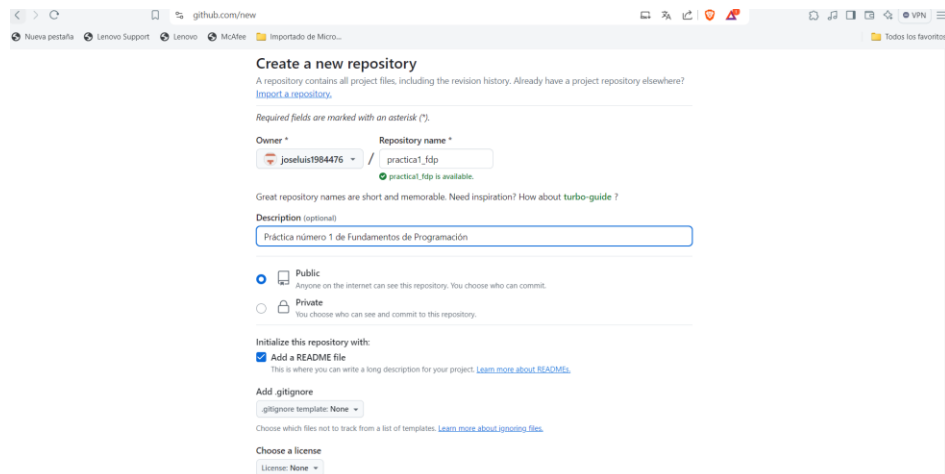 github.com/new
VPN
Nueva pestaña Lenovo Support Lenovo McAfee Importado de Micro... Todos los favoritos
Create a new repository
A repository contains all project files, including the revision history. Already have a project repository elsewhere?
Import a repository.
Required fields are marked with an asterisk (*).
Owner * Repository name *
joseluis1984476 / practica1_fdp
practica1_fdp is available.
Great repository names are short and memorable. Need inspiration? How about turbo-guide ?
Description (optional)
Práctica número 1 de Fundamentos de Programación
Public
Anyone on the internet can see this repository. You choose who can commit.
Private
You choose who can see and commit to this repository.
Initialize this repository with:
Add a README file
This is where you can write a long description for your project. Learn more about READMEs.
Add .gitignore
.gitignore template: None
Choose which files not to track from a list of templates. Learn more about ignoring files.
Choose a license
License: None